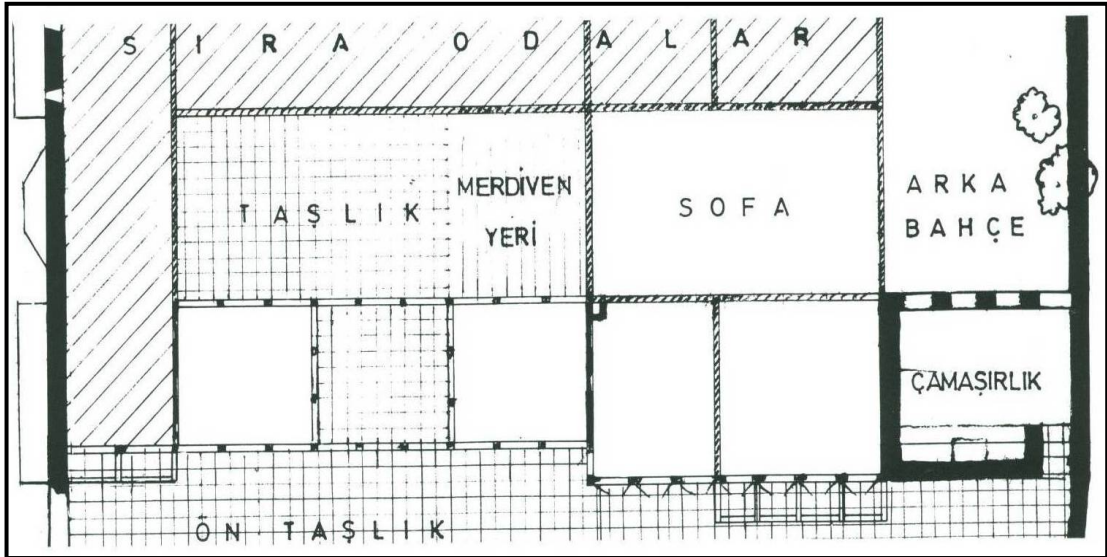 SIRA ODALAR
TAŞLIK
MERDİVEN
YERİ
SOFA
ARKA
BAHÇE
ÇAMAŞIRLIK
ÖN TAŞLIK